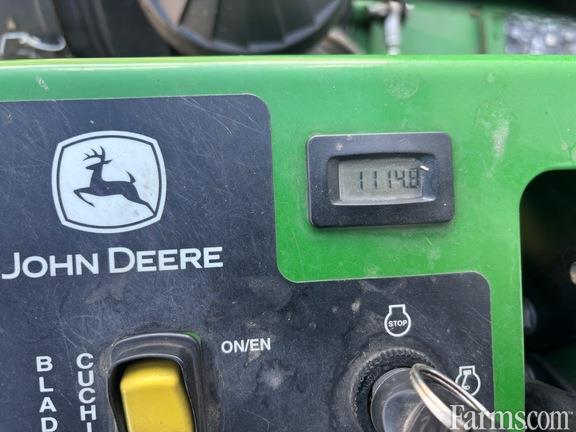 1114.8
JOHN DEERE
ON/EN
STOP
BLAD
CUCHI
Farms.com